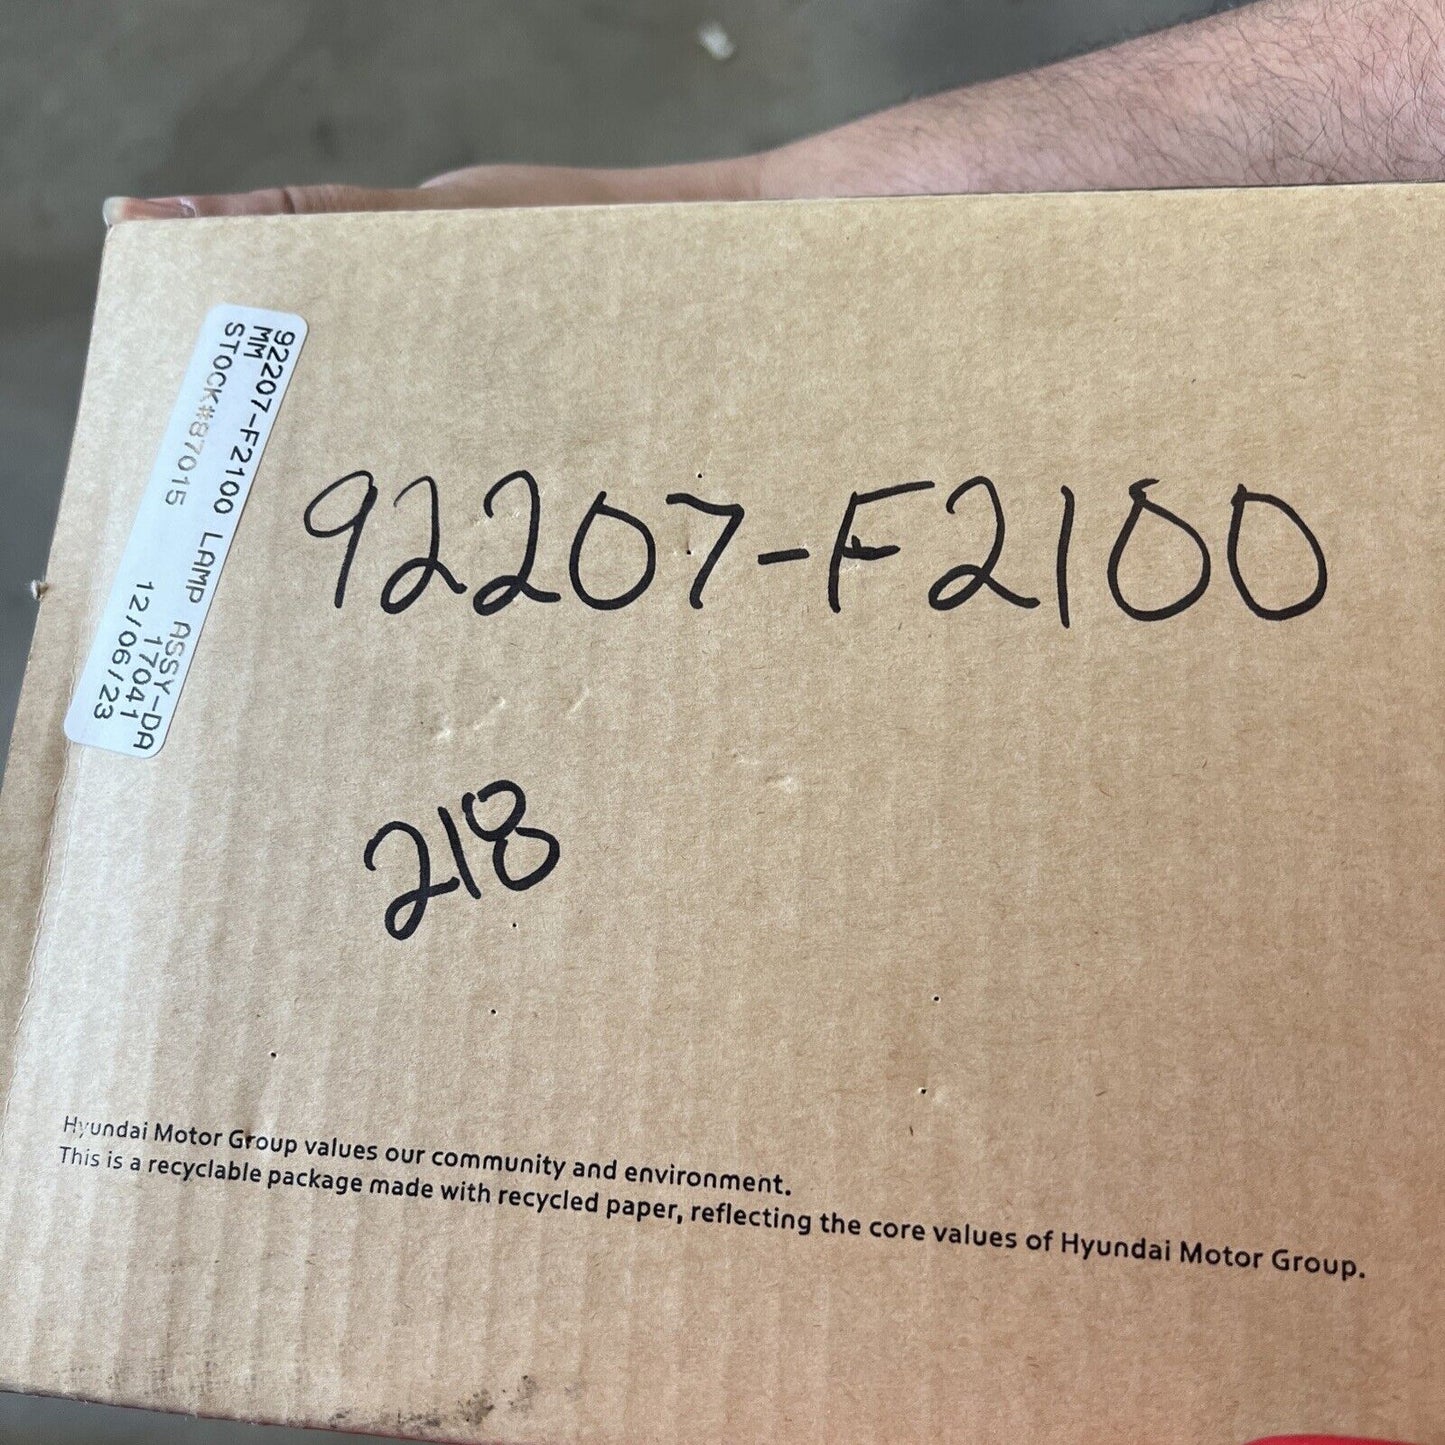 92207-F2100 LAMP ASSY-DA
MM 17041
STOCK#87015 12/06/23
92207-F2100
218
Hyundai Motor Group values our community and environment.
This is a recyclable package made with recycled paper, reflecting the core values of Hyundai Motor Group.